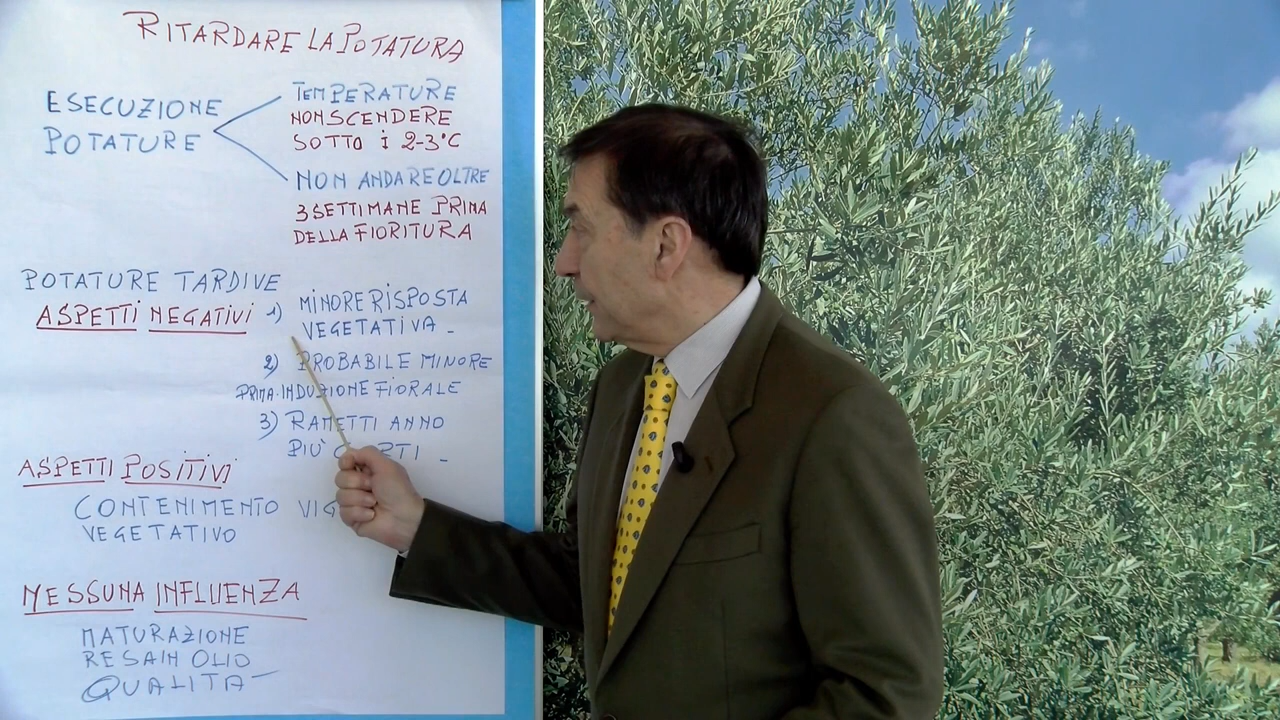 RITARDARE LA POTATURA
ESECUZIONE
POTATURE
TEMPERATURE
NON SCENDERE
SOTTO i 2-3°C
NON ANDARE OLTRE
3 SETTIMANE PRIMA
DELLA FIORITURA
POTATURE TARDIVE
ASPETTI NEGATIVI
1) MINORE RISPOSTA
VEGETATIVA -
2) PROBABILE MINORE
PRIMA INDUZIONE FIORALE
3) RAMETTI ANNO
PIÙ
ASPETTI POSITIVI
CONTENIMENTO
VEGETATIVO
NESSUNA INFLUENZA
MATURAZIONE
RESA IN OLIO
QUALITÀ